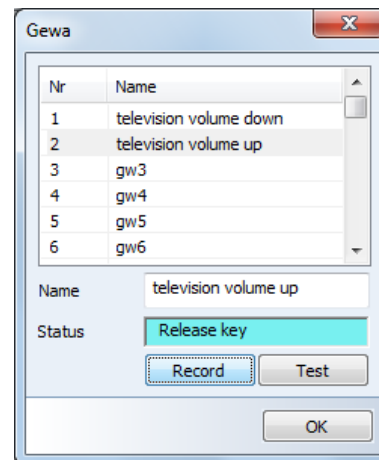 Gewa
Nr Name
1 television volume down
2 television volume up
3 gw3
4 gw4
5 gw5
6 gw6
Name television volume up
Status Release key
Record Test
OK